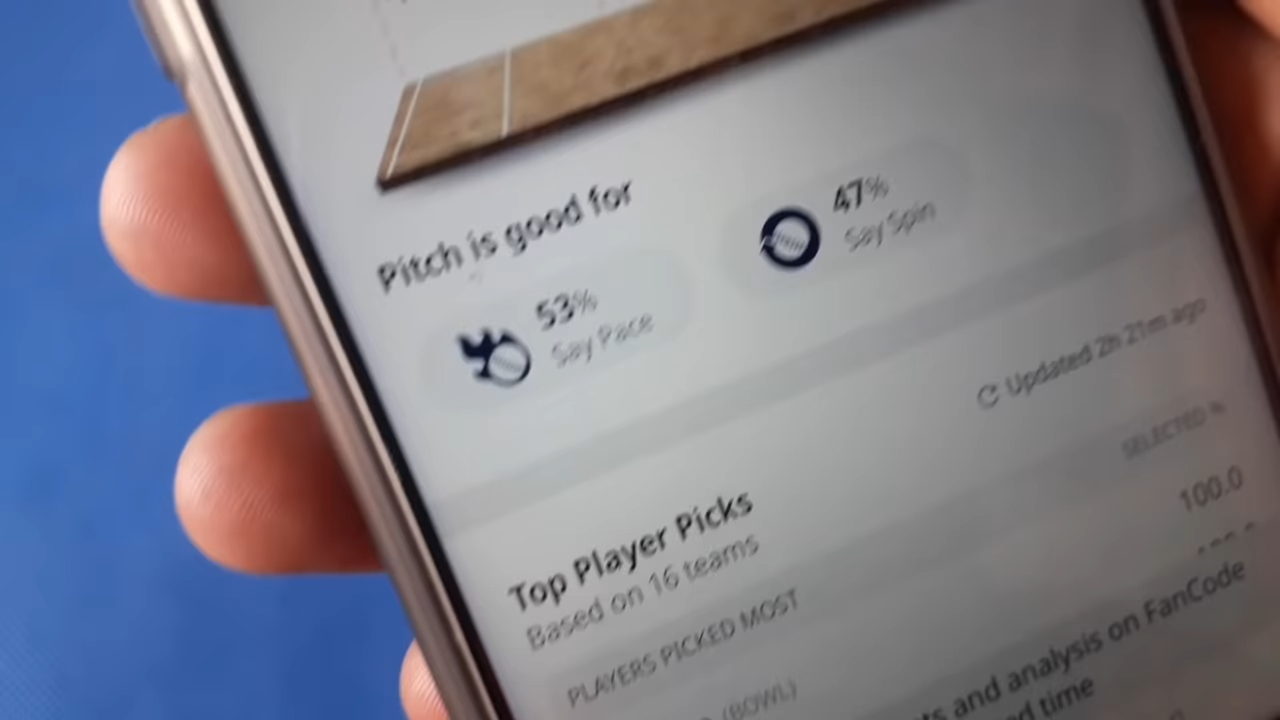 Pitch is good for
53%
Say Pace
47%
Say Spin
Updated 2h 21m ago
Top Player Picks
Based on 16 teams
SELECTED %
PLAYERS PICKED MOST
100.0
(BOWL)
and analysis on FanCode
time